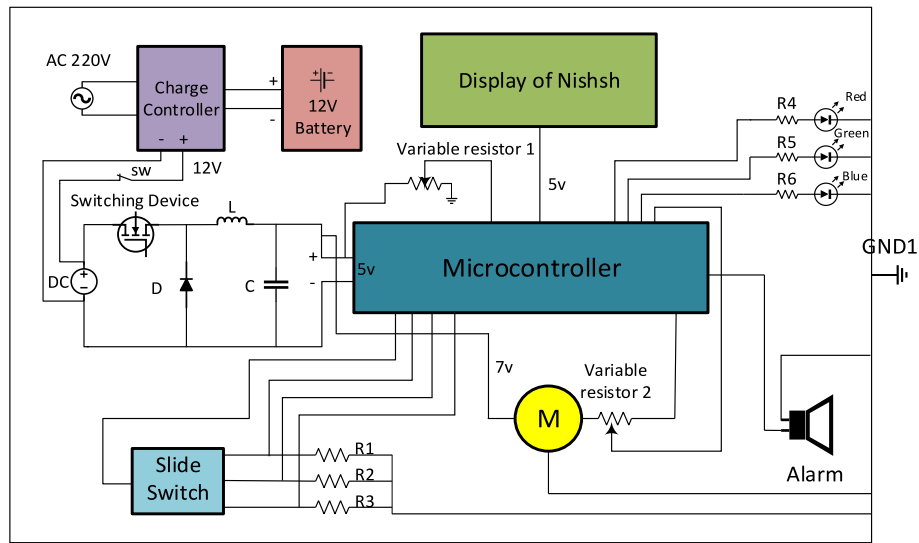 AC 220V
Charge
Controller
+
-
+-
12V
Battery
- +
12V
sw
Display of Nishsh
Variable resistor 1
5v
R4
Red
R5
Green
R6
Blue
Switching Device
L
DC
+
-
D
C
+
5v
-
Microcontroller
GND1
7v
Variable
resistor 2
M
Alarm
Slide
Switch
R1
R2
R3